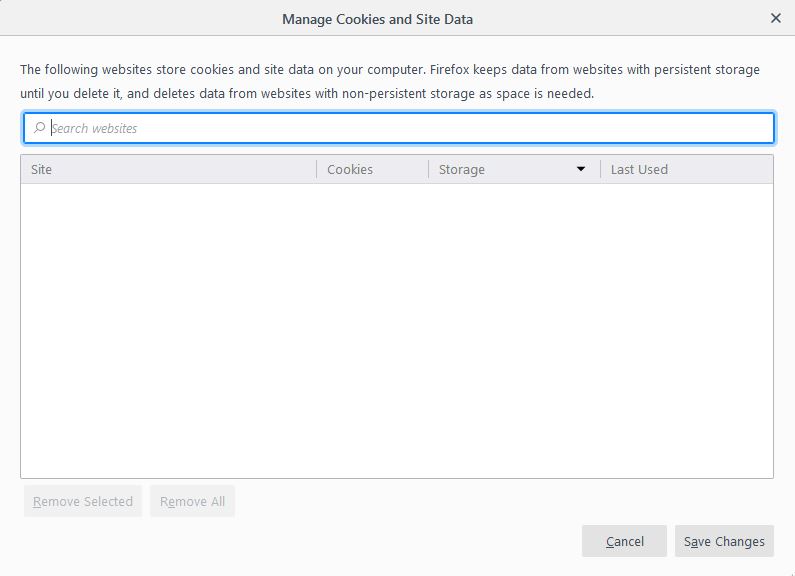 Manage Cookies and Site Data
The following websites store cookies and site data on your computer. Firefox keeps data from websites with persistent storage
until you delete it, and deletes data from websites with non-persistent storage as space is needed.
Search websites
Site Cookies Storage Last Used
Remove Selected Remove All
Cancel Save Changes